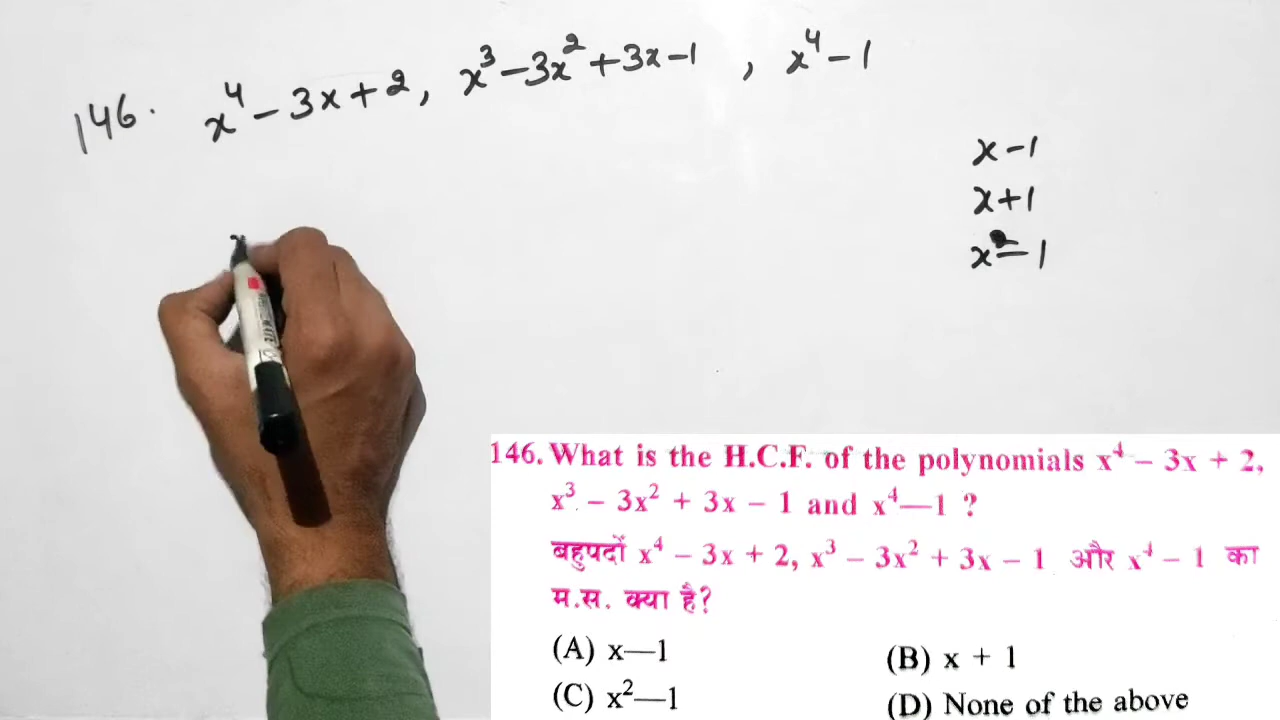 146. x⁴ - 3x + 2, x³ - 3x² + 3x - 1 , x⁴ - 1
x - 1
x + 1
x² - 1
146. What is the H.C.F. of the polynomials x⁴ – 3x + 2,
x³ – 3x² + 3x – 1 and x⁴—1 ?
बहुपदों x⁴ – 3x + 2, x³ – 3x² + 3x – 1 और x⁴ – 1 का
म.स. क्या है?
(A) x—1 (B) x + 1
(C) x²—1 (D) None of the above